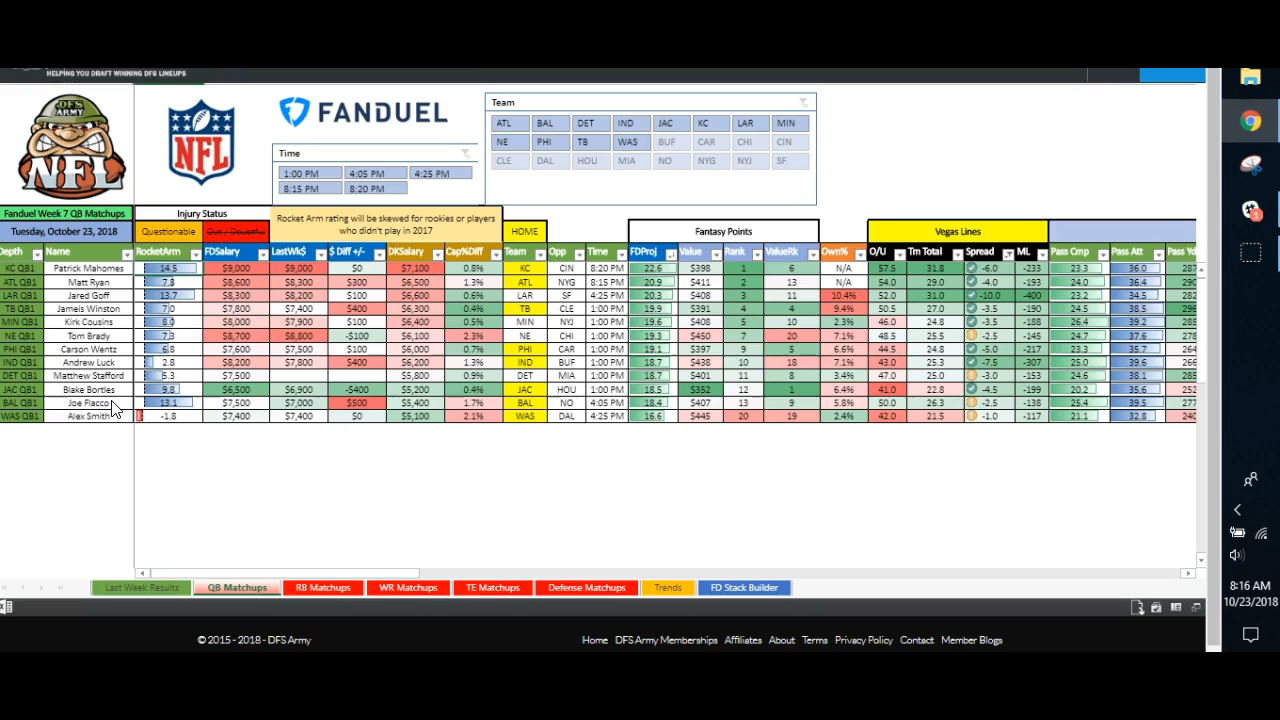 HELPING YOU DRAFT WINNING DFS LINEUPS
DFS
ARMY
NFL
NFL
FANDUEL
Time
1:00 PM 4:05 PM 4:25 PM
8:15 PM 8:20 PM
Team
ATL BAL DET IND JAC KC LAR MIN
NE PHI TB WAS BUF CAR CHI CIN
CLE DAL HOU MIA NO NYG NYJ SF
Fanduel Week 7 QB Matchups Injury Status
Tuesday, October 23, 2018 Questionable Out / Doubtful
Rocket Arm rating will be skewed for rookies or players
who didn't play in 2017
HOME Fantasy Points Vegas Lines
Depth Name RocketArm FDSalary LastWk$ $ Diff +/- DKSalary Cap%Diff Team Opp Time FDProj Value Rank ValueRk Own% O/U Tm Total Spread ML Pass Cmp Pass Att Pass Yd
KC QB1 Patrick Mahomes 14.5 $9,000 $9,000 $0 $7,100 0.8% KC CIN 8:20 PM 22.6 $398 1 6 N/A 57.5 31.8 -6.0 -233 23.3 36.0 287
ATL QB1 Matt Ryan 7.8 $8,600 $8,300 $300 $6,500 1.3% ATL NYG 8:15 PM 20.9 $411 2 13 N/A 54.0 29.0 -4.0 -193 24.0 36.4 280
LAR QB1 Jared Goff 13.7 $8,300 $8,200 $100 $6,600 0.6% LAR SF 4:25 PM 20.3 $408 3 11 10.4% 52.0 31.0 -10.0 -400 23.2 34.5 282
TB QB1 Jameis Winston 7.0 $7,800 $7,400 $400 $6,300 0.4% TB CLE 1:00 PM 19.9 $391 4 4 9.4% 50.5 27.0 -3.5 -190 24.8 38.5 296
MIN QB1 Kirk Cousins 8.0 $8,000 $7,900 $100 $6,400 0.5% MIN NYJ 1:00 PM 19.6 $408 5 10 2.3% 46.0 24.8 -3.5 -188 26.4 39.2 285
NE QB1 Tom Brady 7.3 $8,700 $8,800 -$100 $6,100 2.3% NE CHI 1:00 PM 19.3 $450 7 20 7.1% 48.5 25.5 -2.5 -145 24.7 37.6 285
PHI QB1 Carson Wentz 6.8 $7,600 $7,500 $100 $6,000 0.7% PHI CAR 1:00 PM 19.1 $397 9 5 6.6% 44.5 24.8 -5.0 -217 23.3 35.7 264
IND QB1 Andrew Luck 2.8 $8,200 $7,800 $400 $6,200 1.3% IND BUF 1:00 PM 18.7 $438 10 18 7.1% 43.0 25.3 -7.5 -307 25.3 40.9 262
DET QB1 Matthew Stafford 5.3 $7,500 $7,500 $0 $5,800 0.9% DET MIA 1:00 PM 18.7 $401 11 8 3.4% 47.0 25.0 -3.0 -153 24.6 38.1 275
JAC QB1 Blake Bortles 9.8 $6,500 $6,900 -$400 $5,200 0.4% JAC HOU 1:00 PM 18.5 $352 12 1 6.4% 41.0 22.8 -4.5 -199 20.2 35.6 252
BAL QB1 Joe Flacco 13.1 $7,500 $7,000 $500 $5,400 1.7% BAL NO 4:05 PM 18.4 $407 13 9 5.8% 50.0 26.3 -2.5 -138 25.4 39.5 277
WAS QB1 Alex Smith -1.8 $7,400 $7,400 $0 $5,100 2.1% WAS DAL 4:25 PM 16.6 $445 20 19 2.4% 42.0 21.5 -1.0 -117 21.1 32.8 240
Last Week Results QB Matchups RB Matchups WR Matchups TE Matchups Defense Matchups Trends FD Stack Builder
© 2015 - 2018 - DFS Army Home DFS Army Memberships Affiliates About Terms Privacy Policy Contact Member Blogs
8:16 AM
10/23/2018